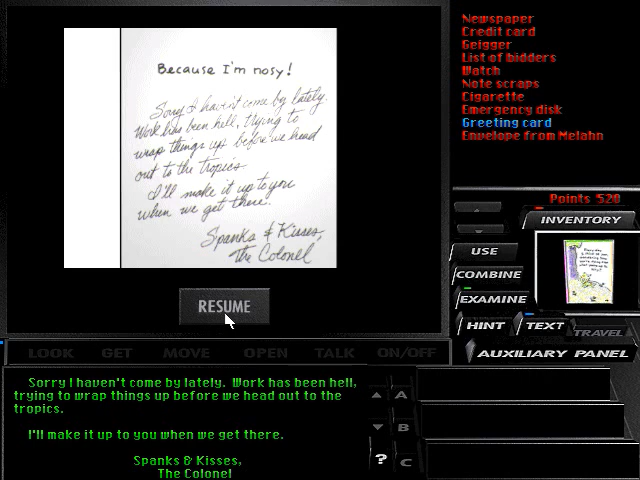 Because I'm nosy!
Sorry I haven't come by lately.
Work has been hell, trying to
wrap things up before we head
out to the tropics.
I'll make it up to you
when we get there.
Spanks & Kisses,
The Colonel
RESUME
Newspaper
Credit card
Geigger
List of bidders
Watch
Note scraps
Cigarette
Emergency disk
Greeting card
Envelope from Melahn
Points 520
INVENTORY
USE
COMBINE
EXAMINE
HINT TEXT TRAVEL
AUXILIARY PANEL
LOOK GET MOVE OPEN TALK ON/OFF
Sorry I haven't come by lately. Work has been hell,
trying to wrap things up before we head out to the
tropics.
I'll make it up to you when we get there.
Spanks & Kisses,
The Colonel
A
B
? C